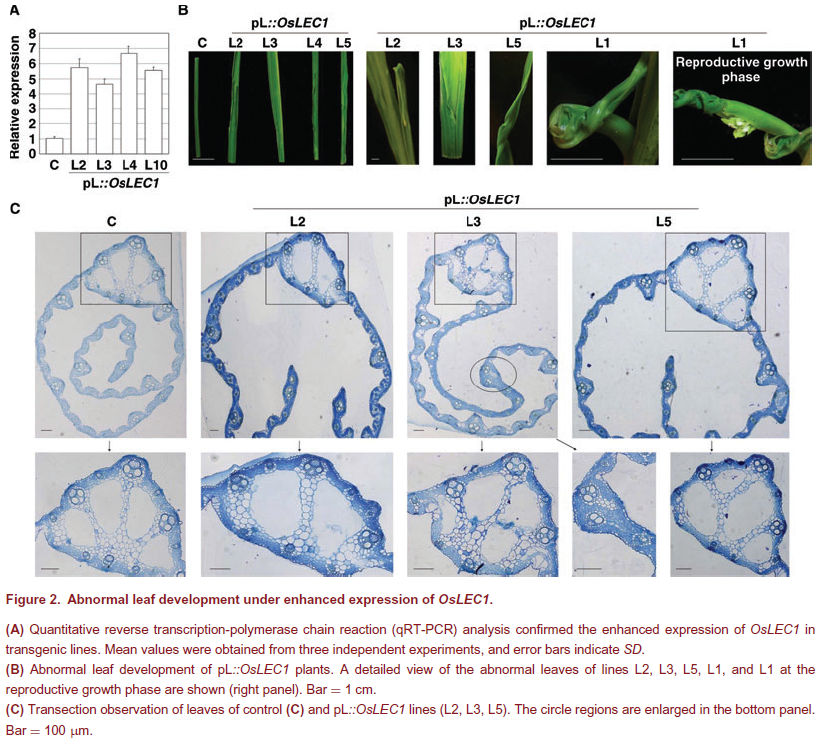 A
Relative expression
8
7
6
5
4
3
2
1
0
C L2 L3 L4 L10
pL::OsLEC1
B
pL::OsLEC1
C L2 L3 L4 L5
pL::OsLEC1
L2 L3 L5 L1 L1
Reproductive growth
phase
C
pL::OsLEC1
C L2 L3 L5
Figure 2. Abnormal leaf development under enhanced expression of OsLEC1.
(A) Quantitative reverse transcription-polymerase chain reaction (qRT-PCR) analysis confirmed the enhanced expression of OsLEC1 in
transgenic lines. Mean values were obtained from three independent experiments, and error bars indicate SD.
(B) Abnormal leaf development of pL::OsLEC1 plants. A detailed view of the abnormal leaves of lines L2, L3, L5, L1, and L1 at the
reproductive growth phase are shown (right panel). Bar = 1 cm.
(C) Transection observation of leaves of control (C) and pL::OsLEC1 lines (L2, L3, L5). The circle regions are enlarged in the bottom panel.
Bar = 100 μm.